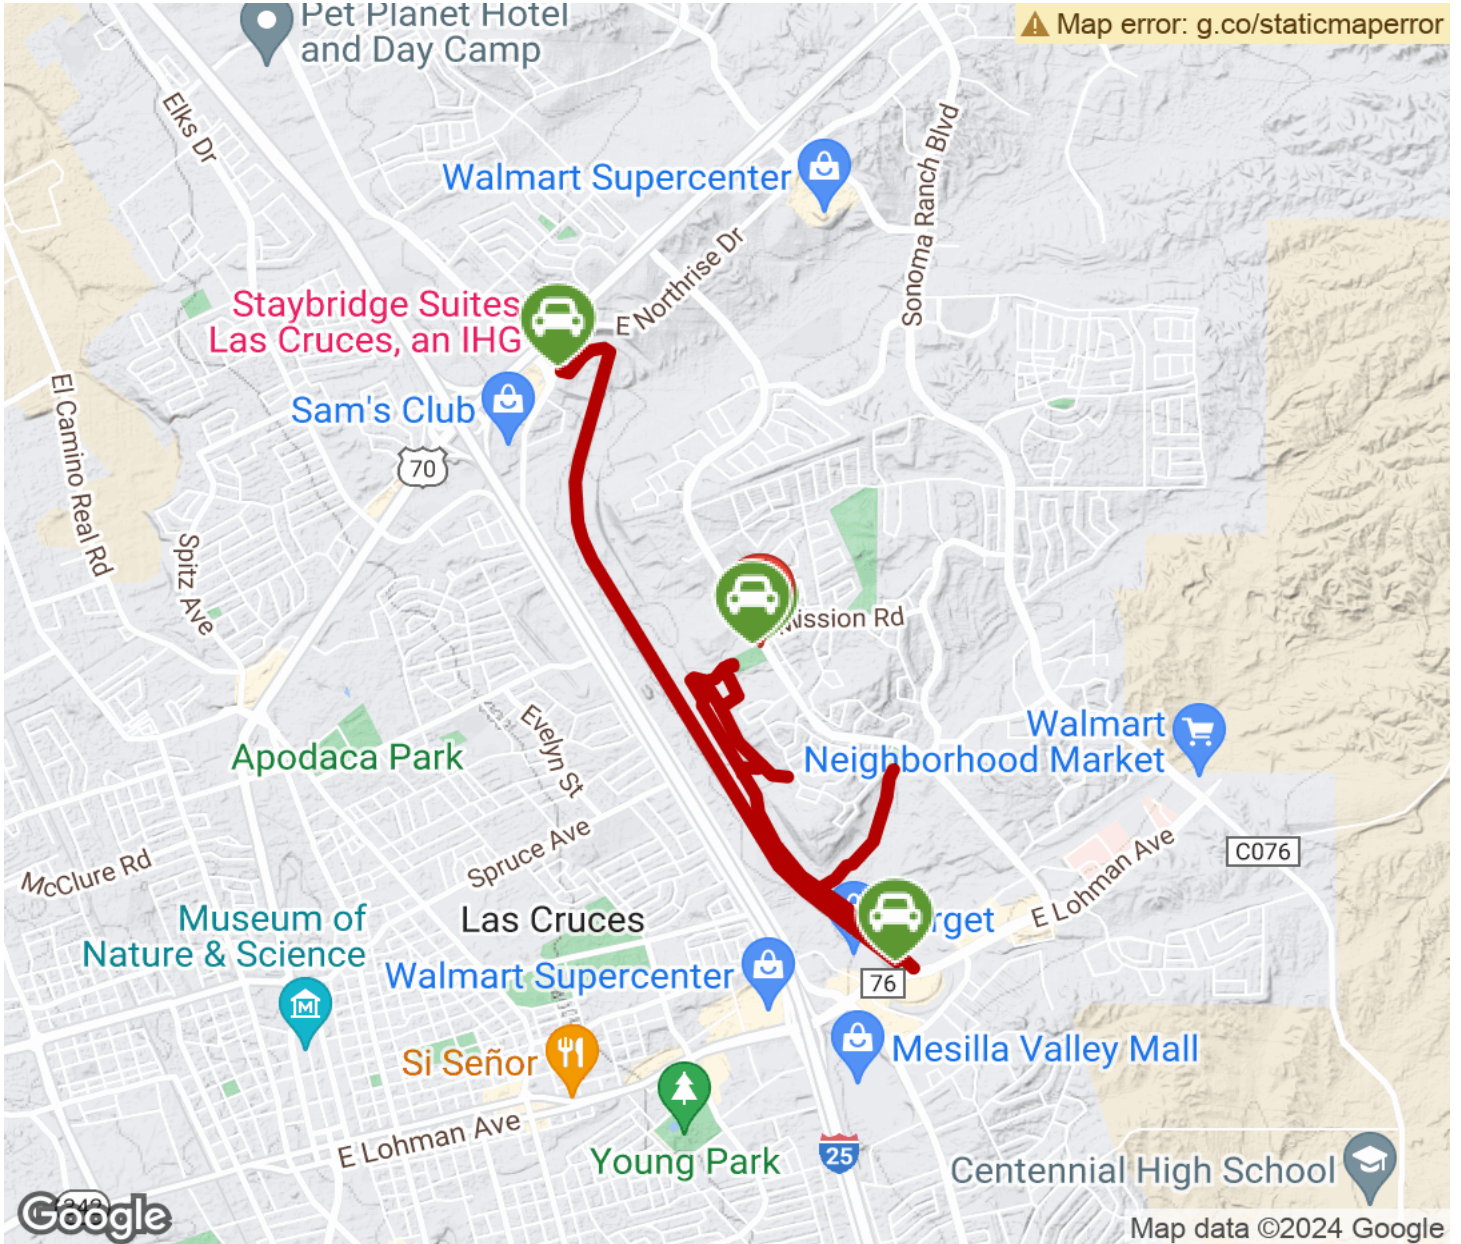 Pet Planet Hotel
and Day Camp
Map error: g.co/staticmaperror
Elks Dr
Walmart Supercenter
Sonoma Ranch Blvd
E Northrise Dr
Staybridge Suites
Las Cruces, an IHG
Sam's Club
El Camino Real Rd
70
Spitz Ave
Mission Rd
Evelyn St
Walmart
Neighborhood Market
Apodaca Park
Spruce Ave
McClure Rd
C076
E Lohman Ave
Museum of
Nature & Science
Las Cruces
rget
Walmart Supercenter
76
Si Señor
Mesilla Valley Mall
E Lohman Ave
Young Park
25
Centennial High School
Google
Map data ©2024 Google